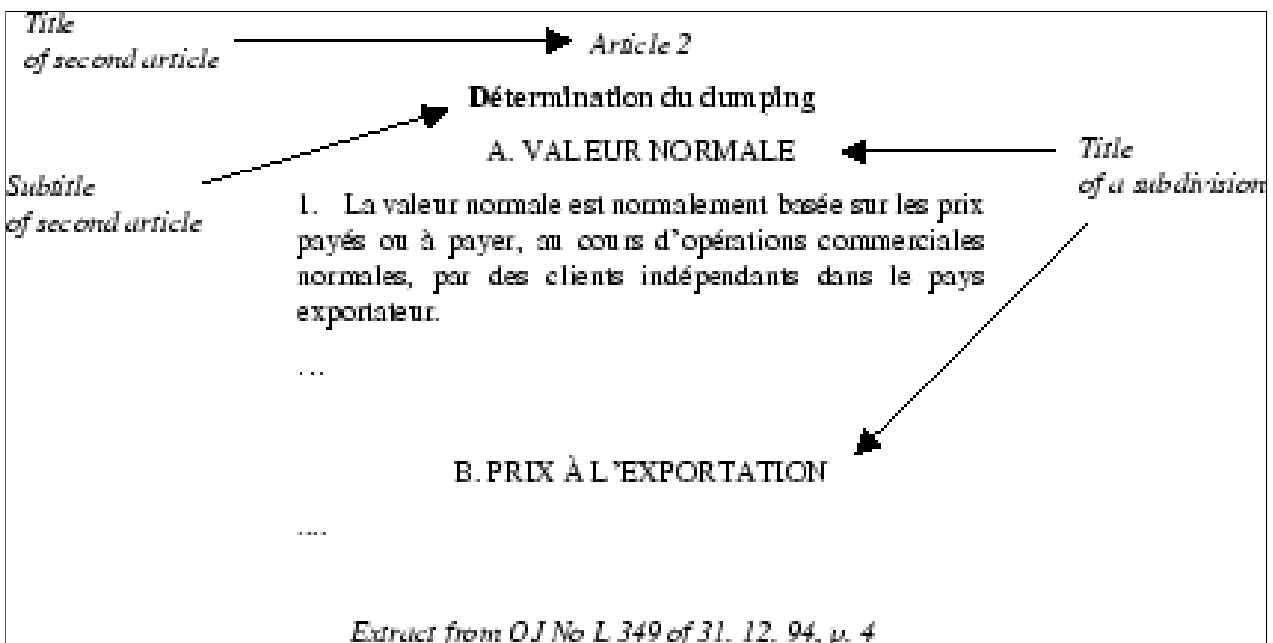 Title
of second article
Article 2
Détermination du dumping
A. VALEUR NORMALE
Title
of a subdivision
Subtitle
of second article
1. La valeur normale est normalement basée sur les prix
payés ou à payer, au cours d'opérations commerciales
normales, par des clients indépendants dans le pays
exportateur.
...
B. PRIX À L'EXPORTATION
....
Extract from OJ No L 349 of 31. 12. 94, p. 4